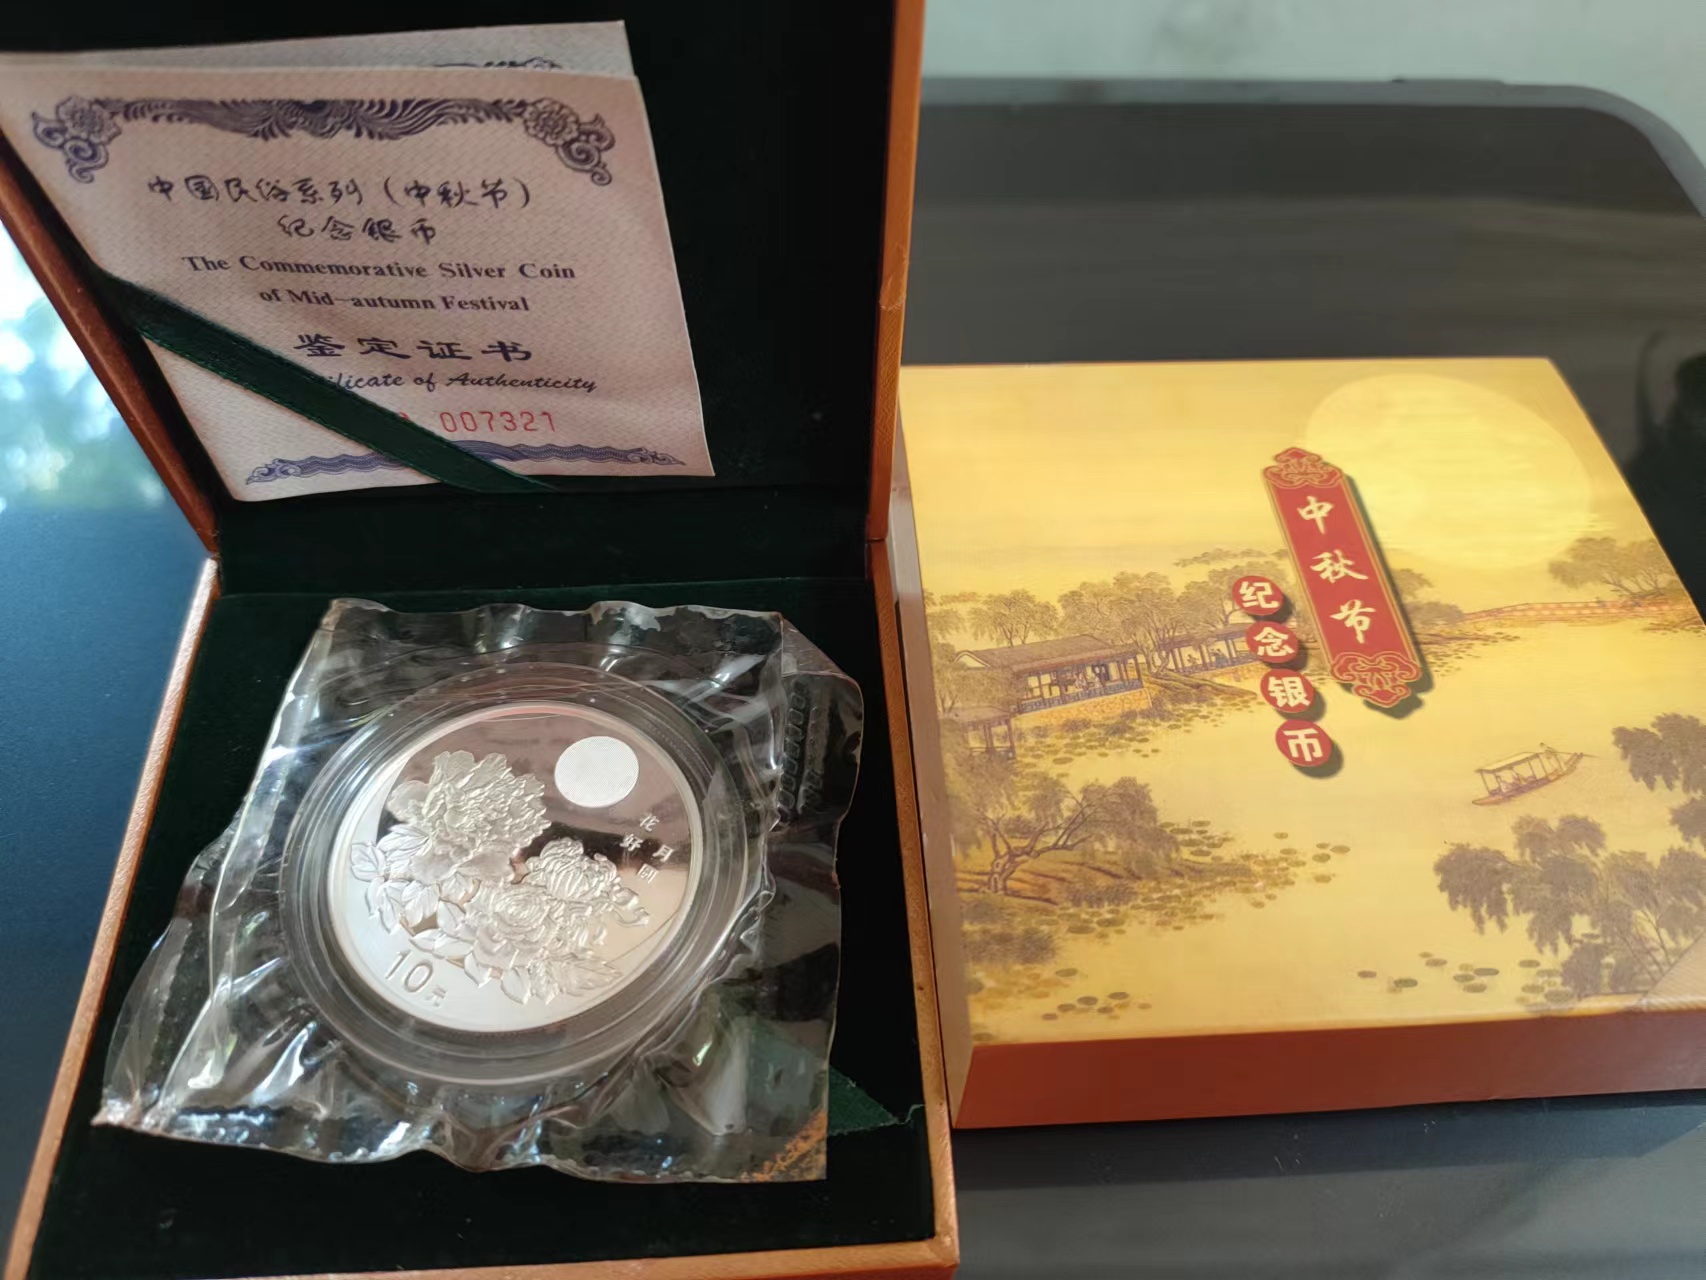 中国民俗系列（中秋节）
纪念银币
The Commemorative Silver Coin
of Mid-autumn Festival
鉴定证书
ificate of Authenticity
007321
花好
月圆
10元
中秋节
纪念银币